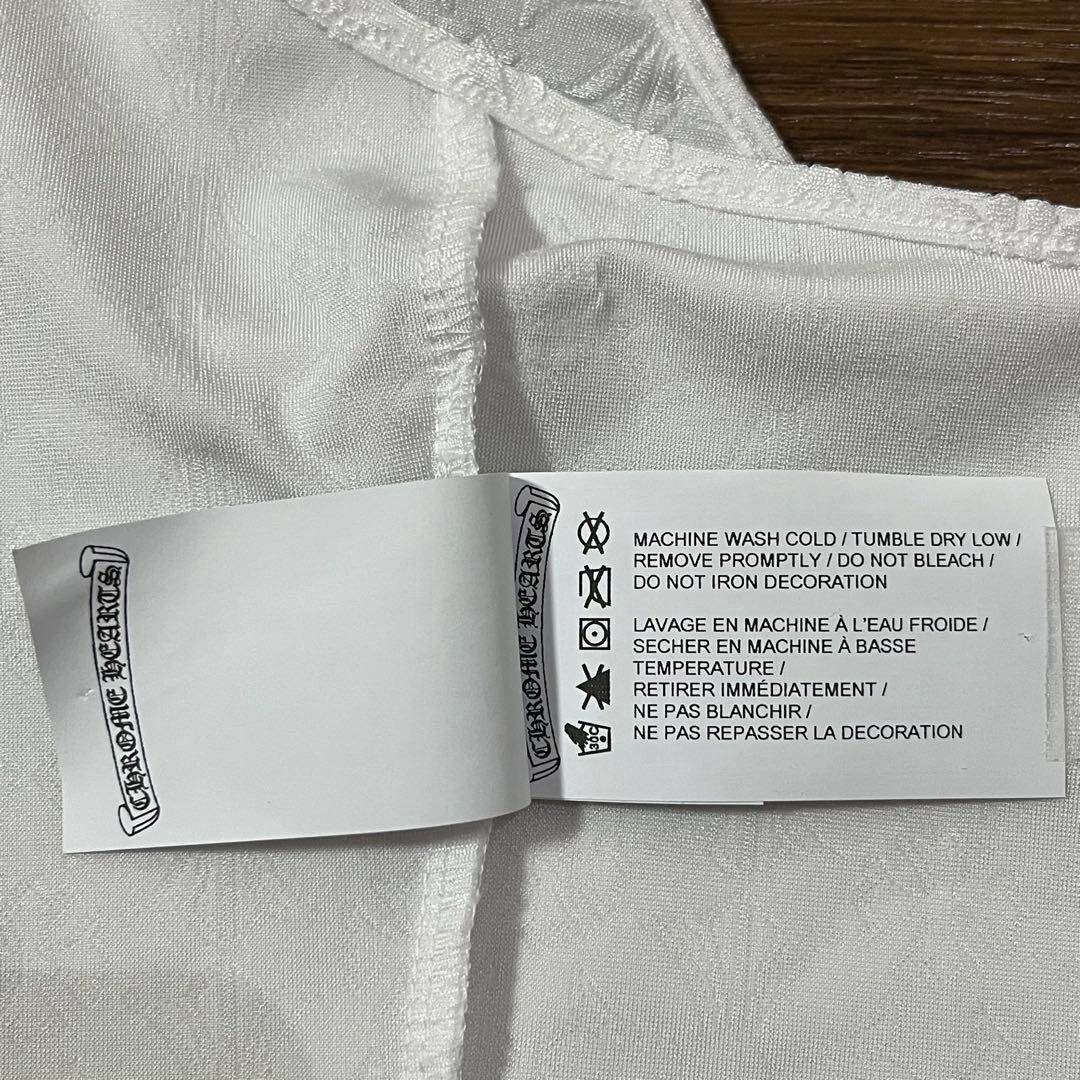 CHROME HEARTS
CHROME HEARTS
MACHINE WASH COLD / TUMBLE DRY LOW /
REMOVE PROMPTLY / DO NOT BLEACH /
DO NOT IRON DECORATION
LAVAGE EN MACHINE À L'EAU FROIDE /
SECHER EN MACHINE À BASSE
TEMPERATURE /
RETIRER IMMÉDIATEMENT /
NE PAS BLANCHIR /
NE PAS REPASSER LA DECORATION
30C